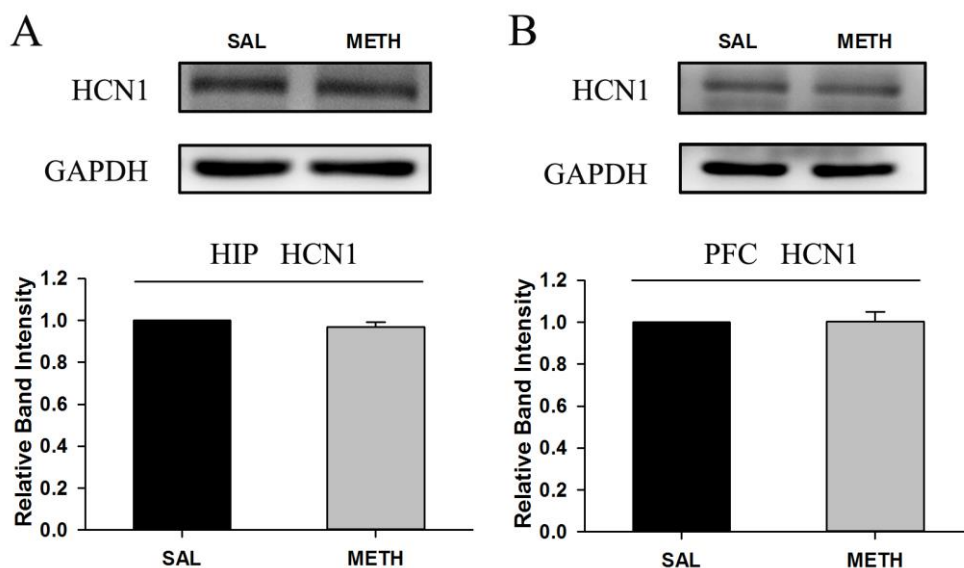 A
SAL METH
HCN1
GAPDH
HIP HCN1
Relative Band Intensity
1.2
1.0
0.8
0.6
0.4
0.2
0.0
SAL METH
B
SAL METH
HCN1
GAPDH
PFC HCN1
Relative Band Intensity
1.2
1.0
0.8
0.6
0.4
0.2
0.0
SAL METH